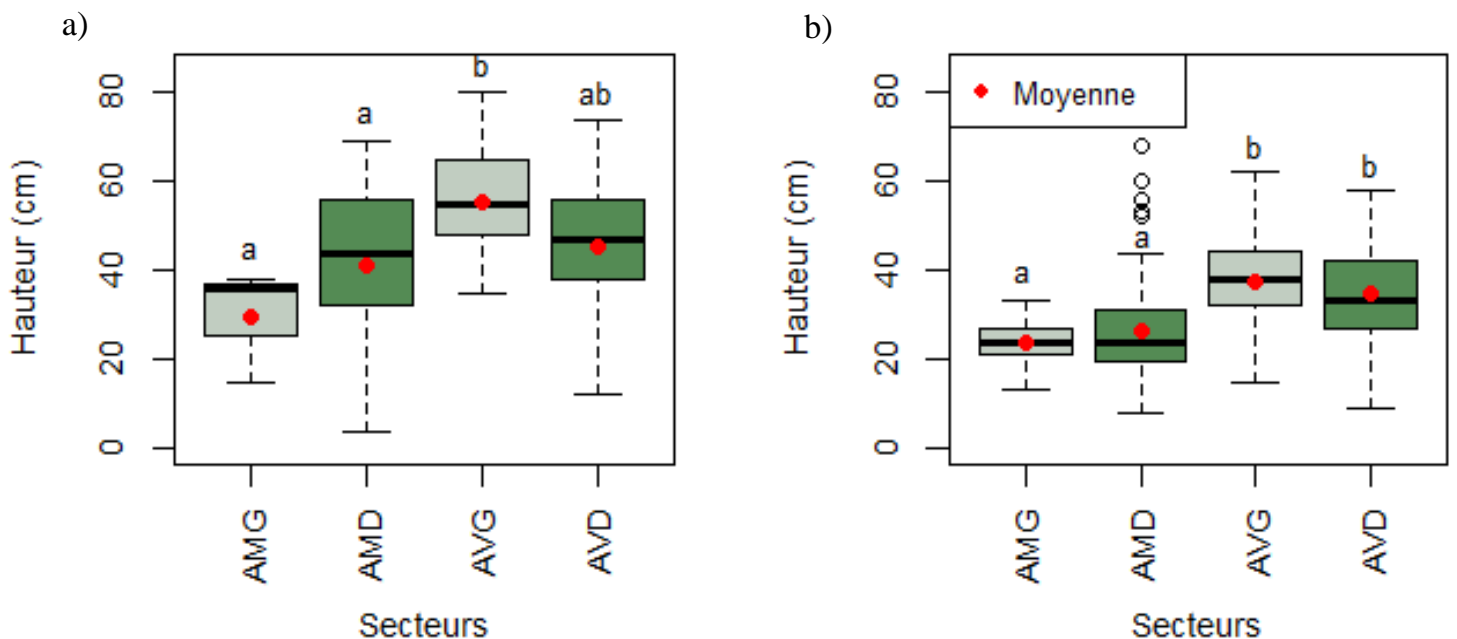 a)
Hauteur (cm)
80
60
40
20
0
a
a
b
ab
AMG
AMD
AVG
AVD
Secteurs
b)
Moyenne
Hauteur (cm)
80
60
40
20
0
a
a
b
b
AMG
AMD
AVG
AVD
Secteurs